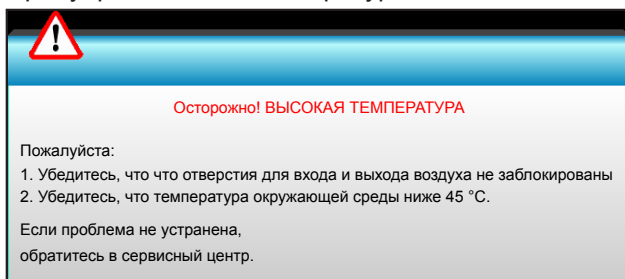 Осторожно! ВЫСОКАЯ ТЕМПЕРАТУРА
Пожалуйста:
1. Убедитесь, что что отверстия для входа и выхода воздуха не заблокированы
2. Убедитесь, что температура окружающей среды ниже 45 °C.
Если проблема не устранена,
обратитесь в сервисный центр.